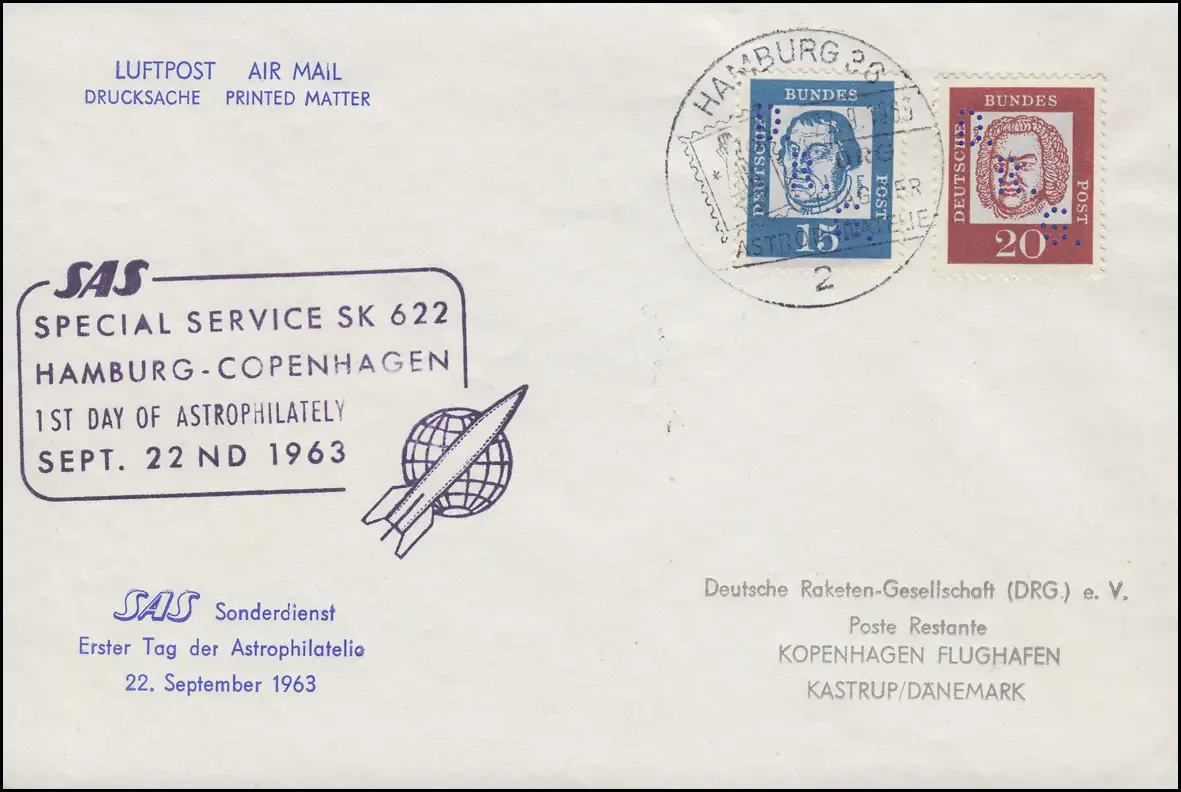 LUFTPOST AIR MAIL
DRUCKSACHE PRINTED MATTER
HAMBURG 36
2
BUNDES
DEUTSCHE
POST
15
BUNDES
DEUTSCHE
POST
20
SAS
SPECIAL SERVICE SK 622
HAMBURG-COPENHAGEN
1ST DAY OF ASTROPHILATELY
SEPT. 22ND 1963
SAS Sonderdienst
Erster Tag der Astrophilatelie
22. September 1963
Deutsche Raketen-Gesellschaft (DRG.) e. V.
Poste Restante
KOPENHAGEN FLUGHAFEN
KASTRUP/DÄNEMARK